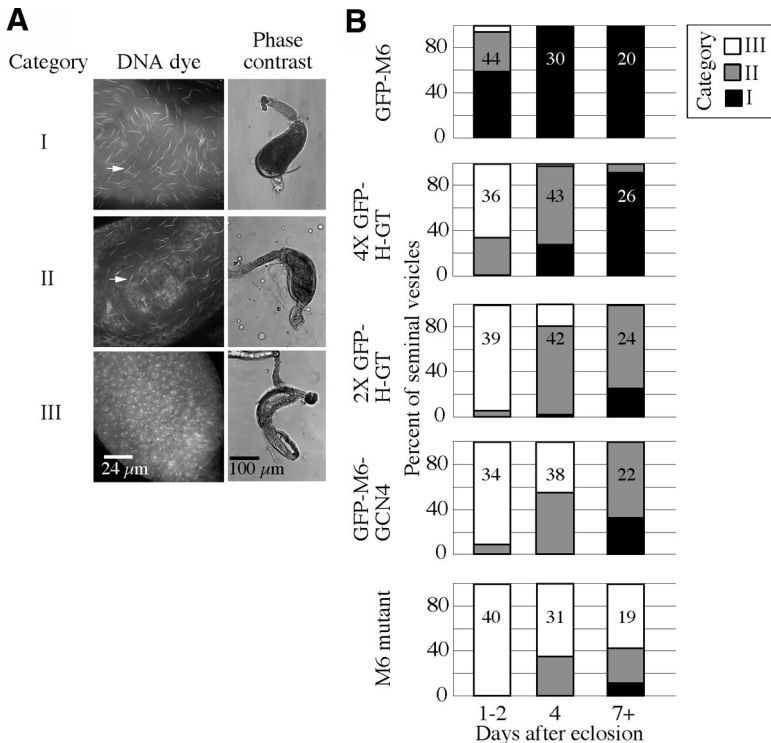 A
Category
DNA dye
Phase contrast
I
II
III
24 μm
100 μm
B
Percent of seminal vesicles
GFP-M6
80
40
0
44
30
20
Category
III
II
I
4X GFP-H-GT
80
40
0
36
43
26
2X GFP-H-GT
80
40
0
39
42
24
GFP-M6-GCN4
80
40
0
34
38
22
M6 mutant
80
40
0
40
31
19
1-2
4
7+
Days after eclosion